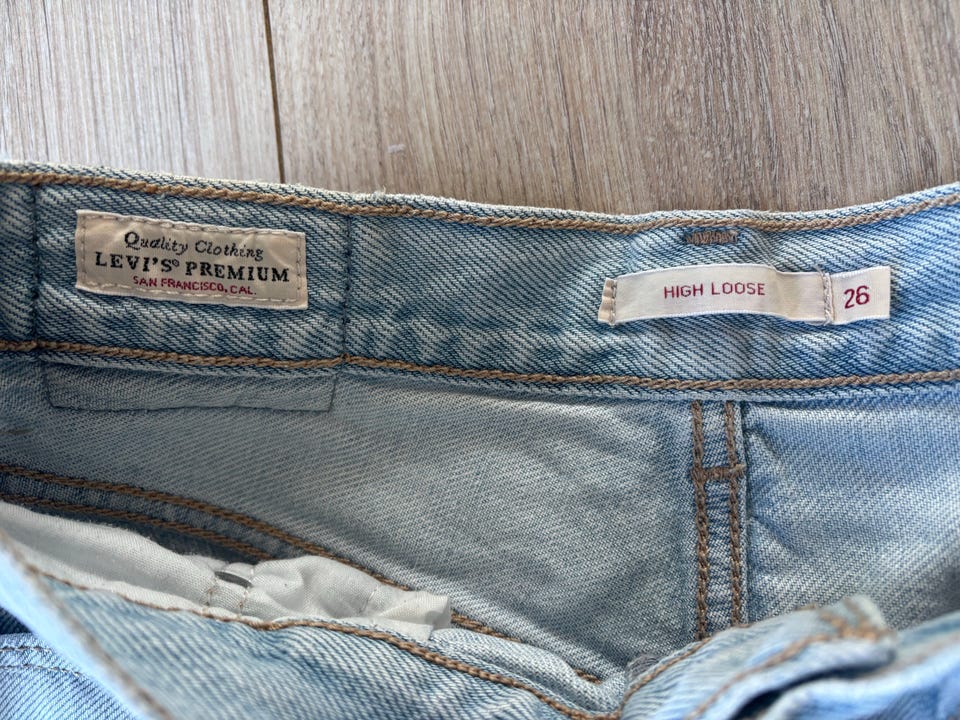 Quality Clothing
LEVI'S® PREMIUM
SAN FRANCISCO, CAL.
HIGH LOOSE
26